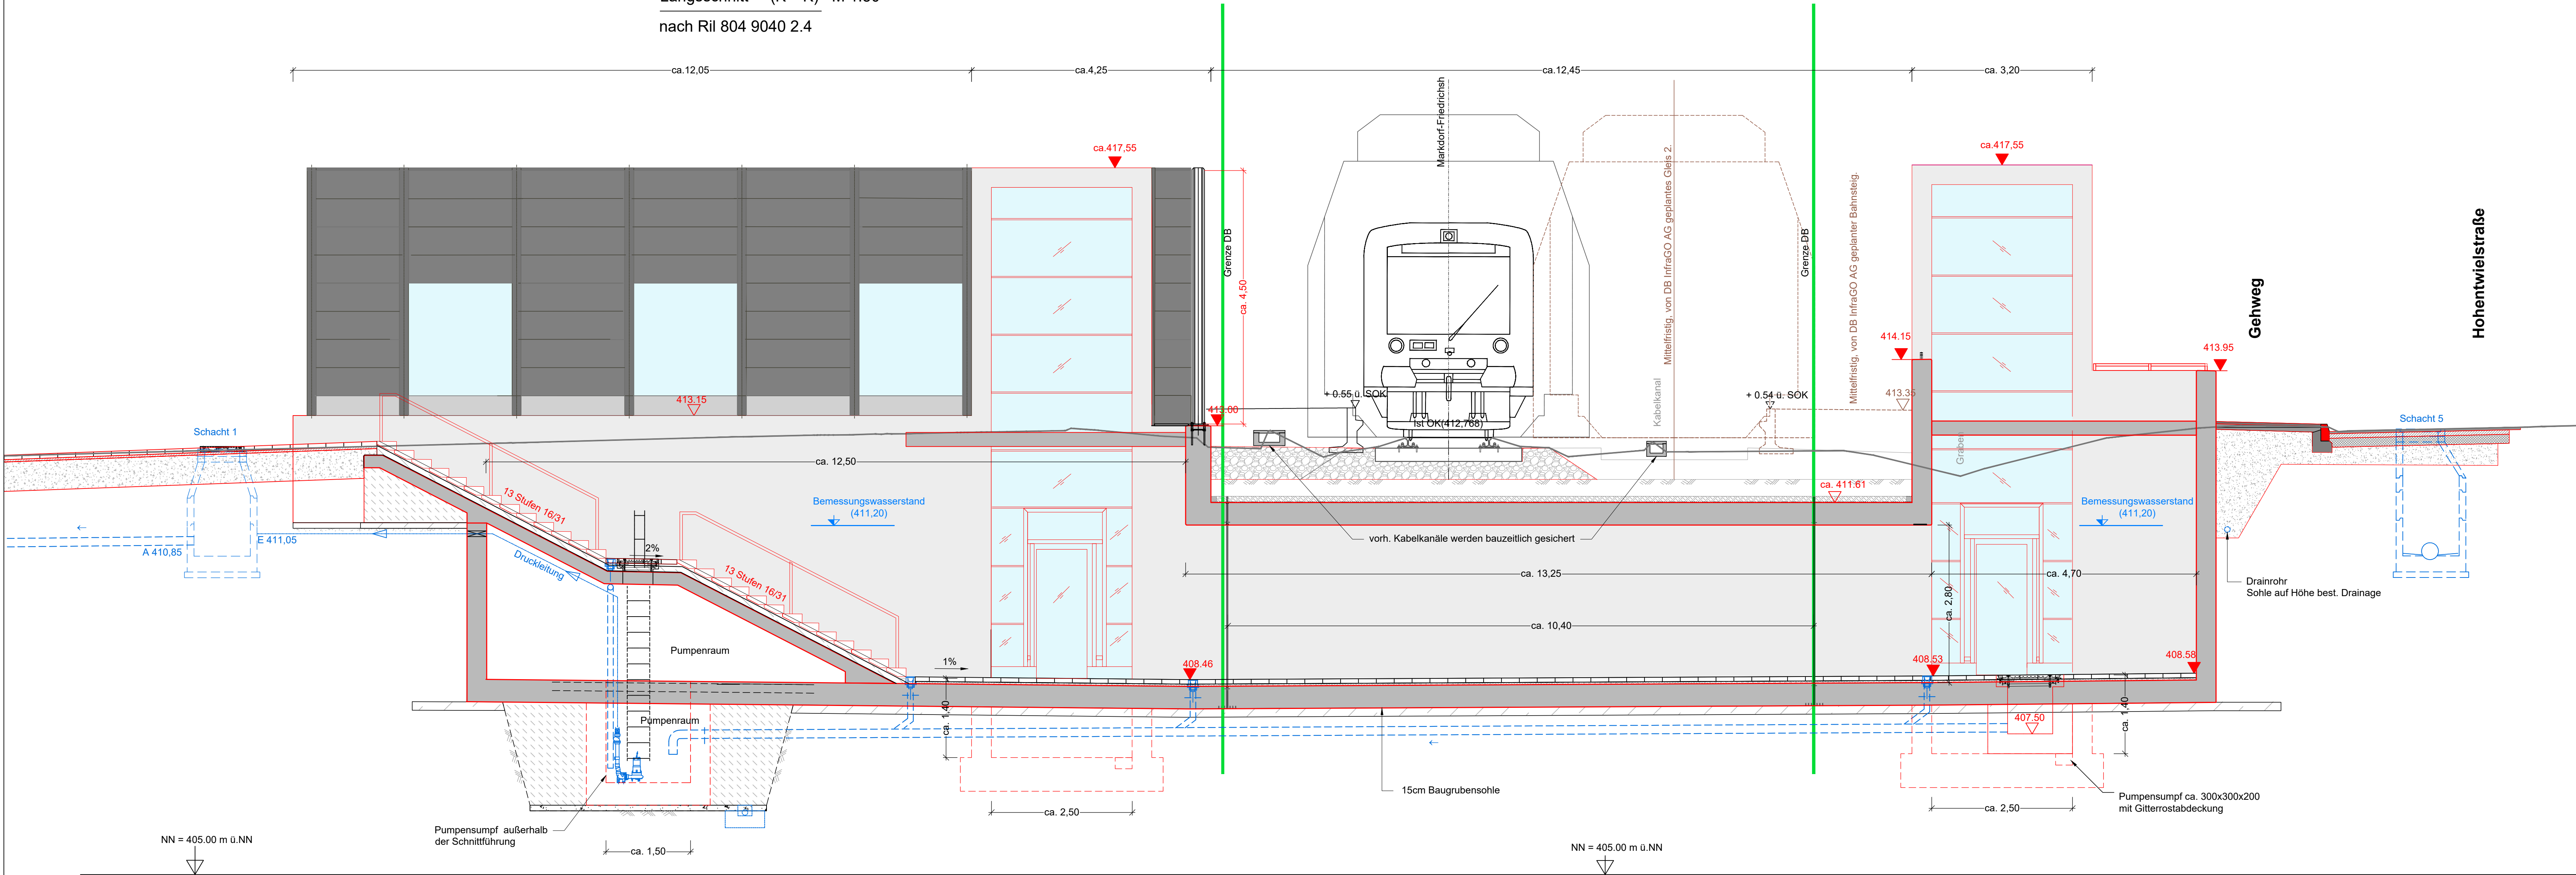 nach Ril 804 9040 2.4
ca.12,05
ca.4,25
ca.12,45
ca. 3,20
ca.417,55
ca.417,55
Markdorf-Friedrichsh
Mittelfristig, von DB InfraGO AG geplantes Gleis 2.
Mittelfristig, von DB InfraGO AG geplanter Bahnsteig.
Grenze DB
Grenze DB
ca. 4,50
Gehweg
Hohentwielstraße
414.15
413.95
413.15
413.00
+ 0.55 ü. SOK
+ 0.54 ü. SOK
413.35
Ist OK(412,768)
Kabelkanal
Graben
Schacht 1
Schacht 5
ca. 12,50
13 Stufen 16/31
Bemessungswasserstand
(411,20)
ca. 411.61
Bemessungswasserstand
(411,20)
A 410,85
E 411,05
Druckleitung
2%
vorh. Kabelkanäle werden bauzeitlich gesichert
13 Stufen 16/31
ca. 13,25
ca. 4,70
ca. 2,80
Drainrohr
Sohle auf Höhe best. Drainage
ca. 10,40
Pumpenraum
1%
408.46
408.53
408.58
ca. 1,40
ca. 1,40
Pumpenraum
407.50
15cm Baugrubensohle
Pumpensumpf ca. 300x300x200
mit Gitterrostabdeckung
ca. 2,50
ca. 2,50
Pumpensumpf außerhalb
der Schnittführung
ca. 1,50
NN = 405.00 m ü.NN
NN = 405.00 m ü.NN